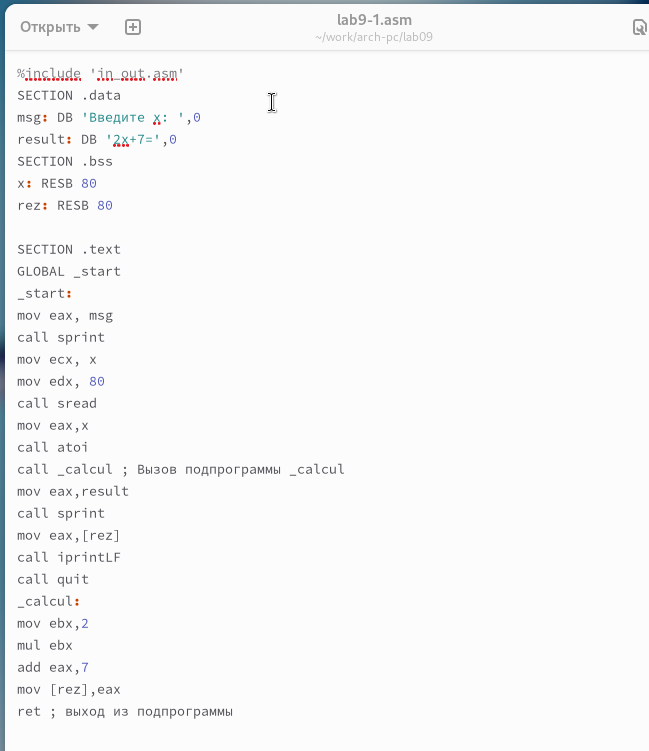 Открыть
lab9-1.asm
~/work/arch-pc/lab09
%include 'in_out.asm'
SECTION .data
msg: DB 'Введите x: ',0
result: DB '2x+7=',0
SECTION .bss
x: RESB 80
rez: RESB 80
SECTION .text
GLOBAL _start
_start:
mov eax, msg
call sprint
mov ecx, x
mov edx, 80
call sread
mov eax,x
call atoi
call _calcul ; Вызов подпрограммы _calcul
mov eax,result
call sprint
mov eax,[rez]
call iprintLF
call quit
_calcul:
mov ebx,2
mul ebx
add eax,7
mov [rez],eax
ret ; выход из подпрограммы